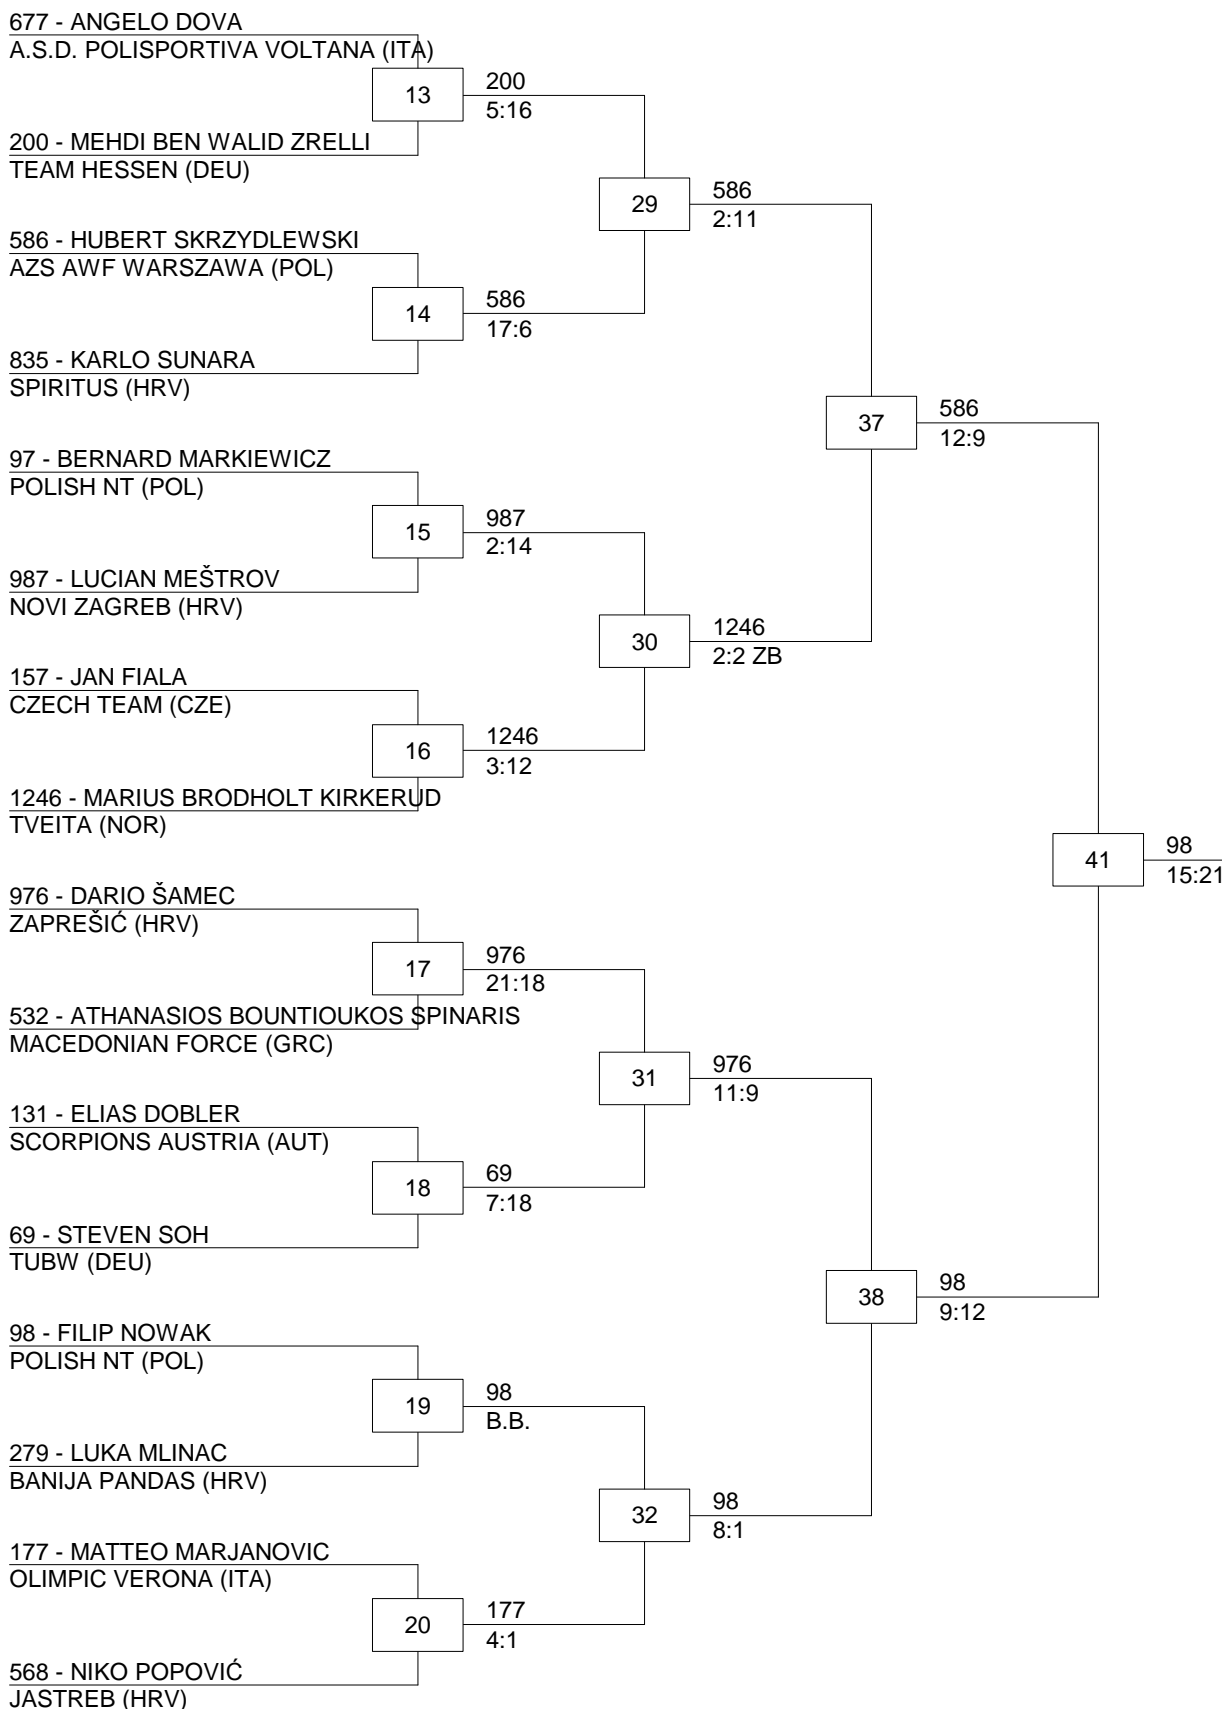 677 - ANGELO DOVA
A.S.D. POLISPORTIVA VOLTANA (ITA)
13
200
5:16
200 - MEHDI BEN WALID ZRELLI
TEAM HESSEN (DEU)
29
586
2:11
586 - HUBERT SKRZYDLEWSKI
AZS AWF WARSZAWA (POL)
14
586
17:6
835 - KARLO SUNARA
SPIRITUS (HRV)
37
586
12:9
97 - BERNARD MARKIEWICZ
POLISH NT (POL)
15
987
2:14
987 - LUCIAN MEŠTROV
NOVI ZAGREB (HRV)
30
1246
2:2 ZB
157 - JAN FIALA
CZECH TEAM (CZE)
16
1246
3:12
1246 - MARIUS BRODHOLT KIRKERUD
TVEITA (NOR)
41
98
15:21
976 - DARIO ŠAMEC
ZAPREŠIĆ (HRV)
17
976
21:18
532 - ATHANASIOS BOUNTIOUKOS SPINARIS
MACEDONIAN FORCE (GRC)
31
976
11:9
131 - ELIAS DOBLER
SCORPIONS AUSTRIA (AUT)
18
69
7:18
69 - STEVEN SOH
TUBW (DEU)
38
98
9:12
98 - FILIP NOWAK
POLISH NT (POL)
19
98
B.B.
279 - LUKA MLINAC
BANIJA PANDAS (HRV)
32
98
8:1
177 - MATTEO MARJANOVIC
OLIMPIC VERONA (ITA)
20
177
4:1
568 - NIKO POPOVIĆ
JASTREB (HRV)